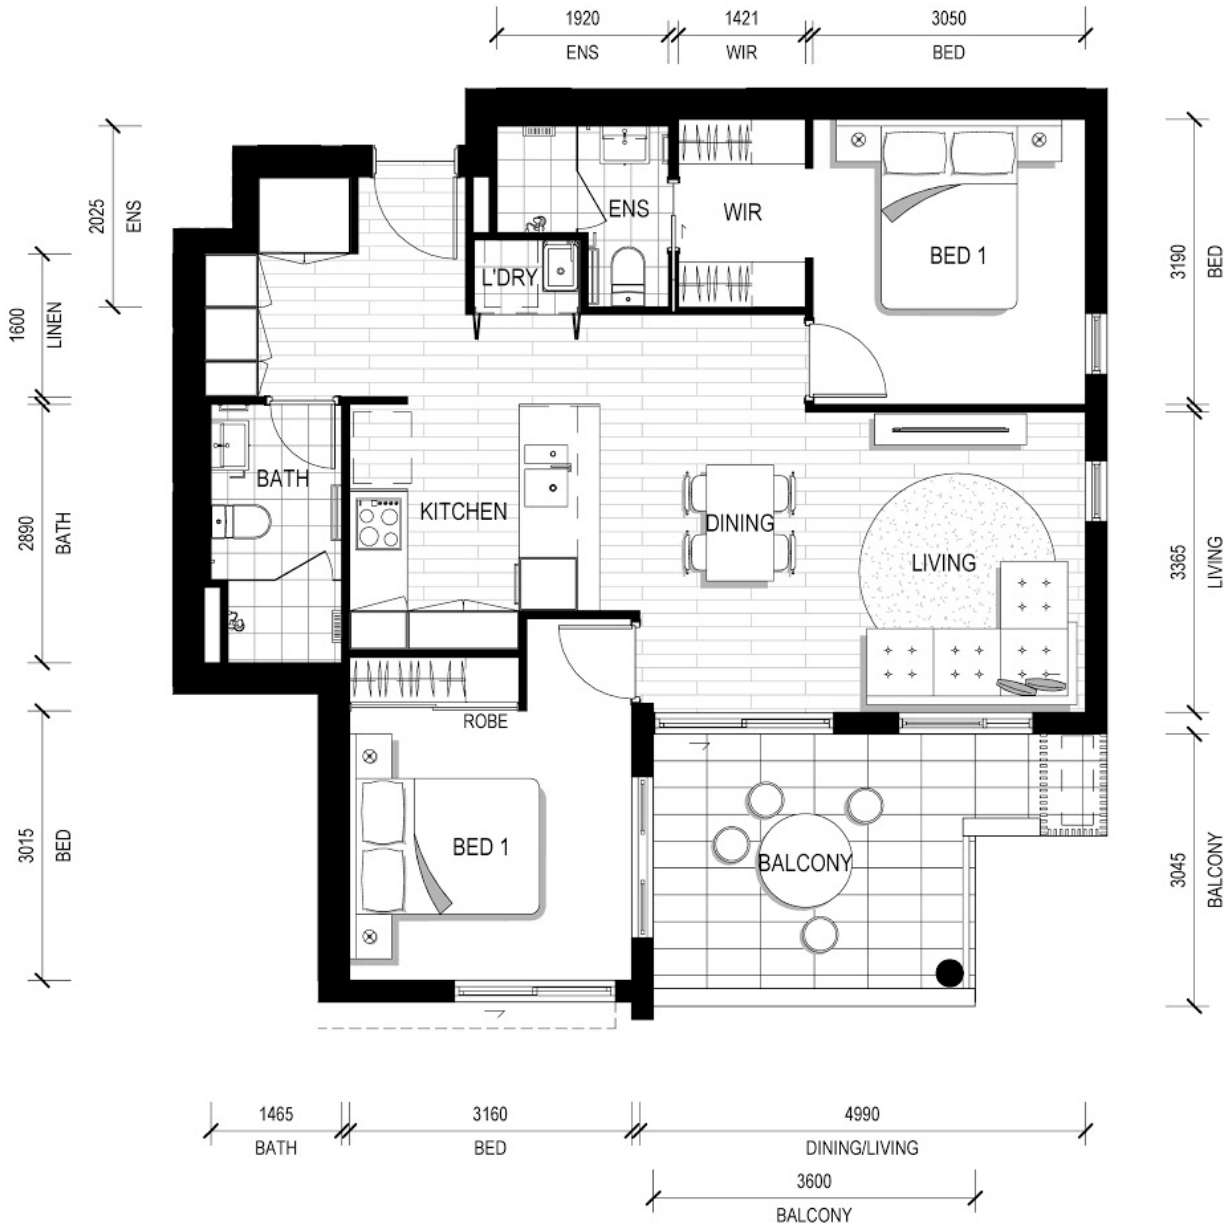 1920
1421
3050
ENS
WIR
BED
2025
ENS
3190
BED
ENS
WIR
BED 1
L'DRY
1600
LINEN
2890
BATH
BATH
KITCHEN
DINING
LIVING
3365
LIVING
ROBE
3015
BED
BED 1
BALCONY
3045
BALCONY
1465
3160
4990
BATH
BED
DINING/LIVING
3600
BALCONY